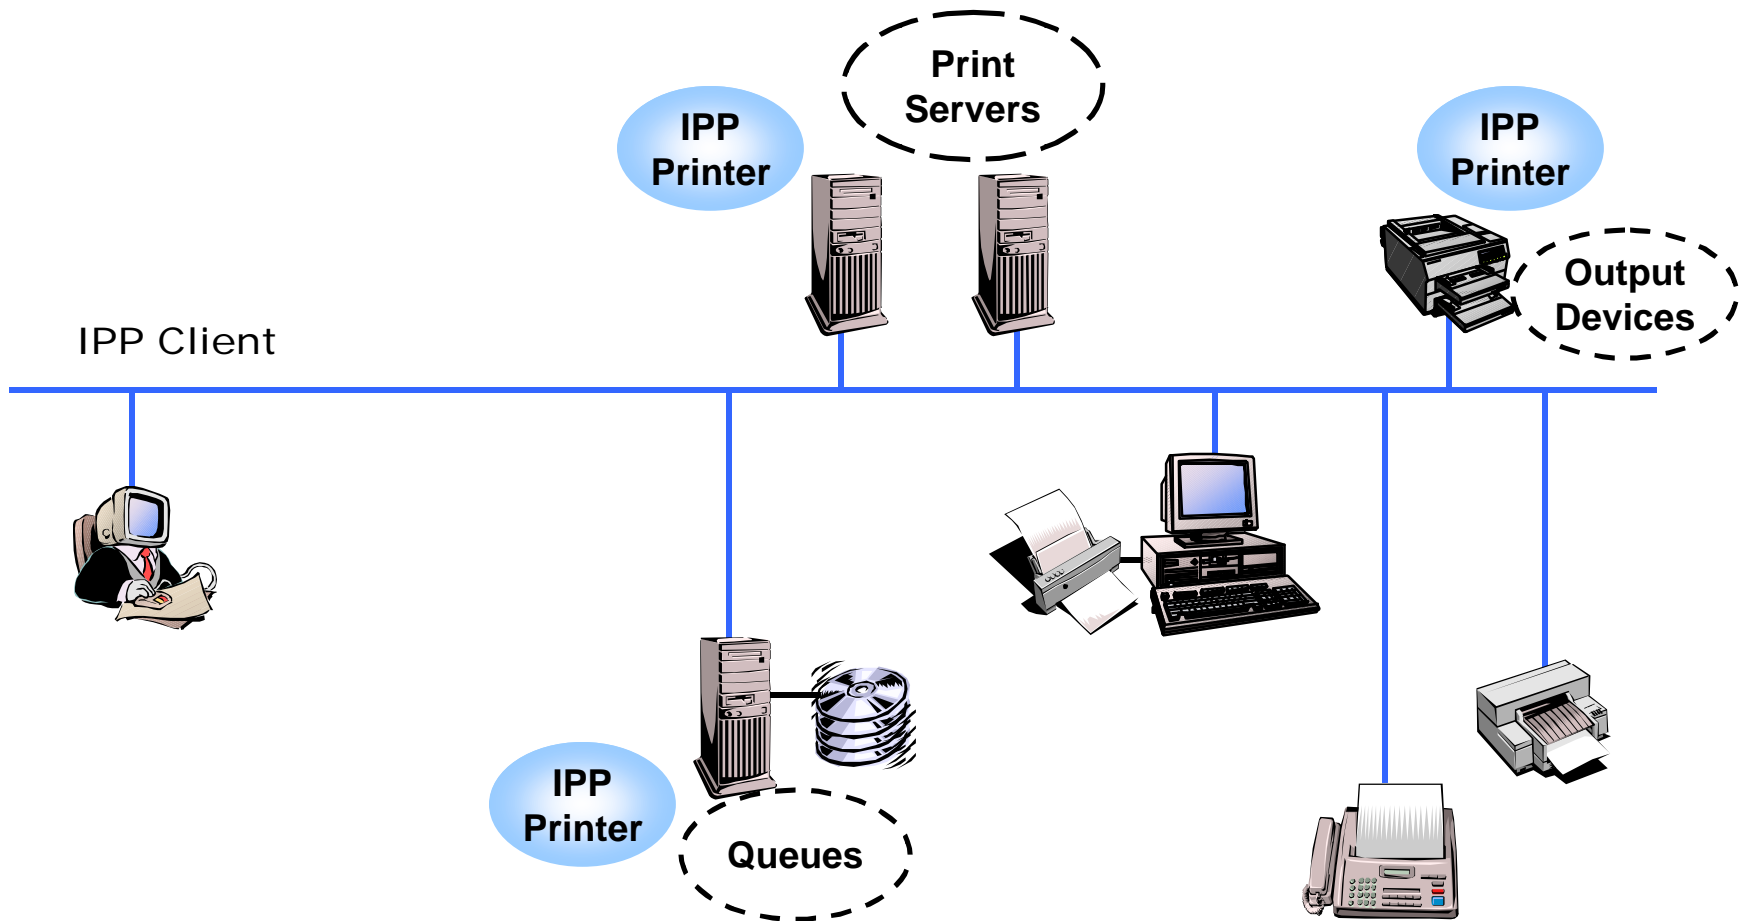 Print
Servers
IPP
Printer
IPP
Printer
Output
Devices
IPP Client
IPP
Printer
Queues